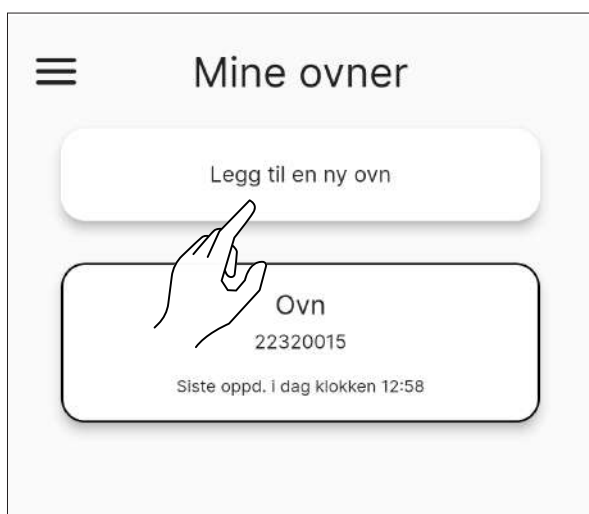 Mine ovner
Legg til en ny ovn
Ovn
22320015
Siste oppd. i dag klokken 12:58